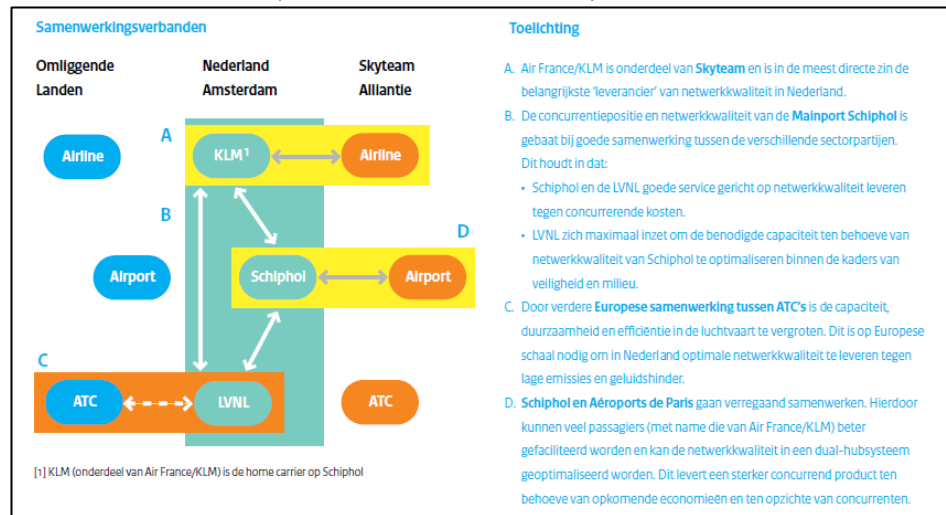 Samenwerkingsverbanden
Omliggende
Landen
Nederland
Amsterdam
Skyteam
Alliantie
A
Airline
KLM¹
Airline
B
D
Airport
Schiphol
Airport
C
ATC
LVNL
ATC
[1] KLM (onderdeel van Air France/KLM) is de home carrier op Schiphol
Toelichting
A. Air France/KLM is onderdeel van Skyteam en is in de meest directe zin de
belangrijkste 'leverancier' van netwerkkwaliteit in Nederland.
B. De concurrentiepositie en netwerkkwaliteit van de Mainport Schiphol is
gebaat bij goede samenwerking tussen de verschillende sectorpartijen.
Dit houdt in dat:
• Schiphol en de LVNL goede service gericht op netwerkkwaliteit leveren
tegen concurrerende kosten.
• LVNL zich maximaal inzet om de benodigde capaciteit ten behoeve van
netwerkkwaliteit van Schiphol te optimaliseren binnen de kaders van
veiligheid en milieu.
C. Door verdere Europese samenwerking tussen ATC's is de capaciteit,
duurzaamheid en efficiëntie in de luchtvaart te vergroten. Dit is op Europese
schaal nodig om in Nederland optimale netwerkkwaliteit te leveren tegen
lage emissies en geluidshinder.
D. Schiphol en Aéroports de Paris gaan verregaand samenwerken. Hierdoor
kunnen veel passagiers (met name die van Air France/KLM) beter
gefaciliteerd worden en kan de netwerkkwaliteit in een dual-hubsysteem
geoptimaliseerd worden. Dit levert een sterker concurrend product ten
behoeve van opkomende economieën en ten opzichte van concurrenten.